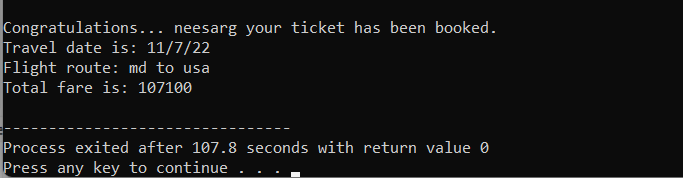 Congratulations... neesarg your ticket has been booked.
Travel date is: 11/7/22
Flight route: md to usa
Total fare is: 107100
--------------------------------
Process exited after 107.8 seconds with return value 0
Press any key to continue . . .